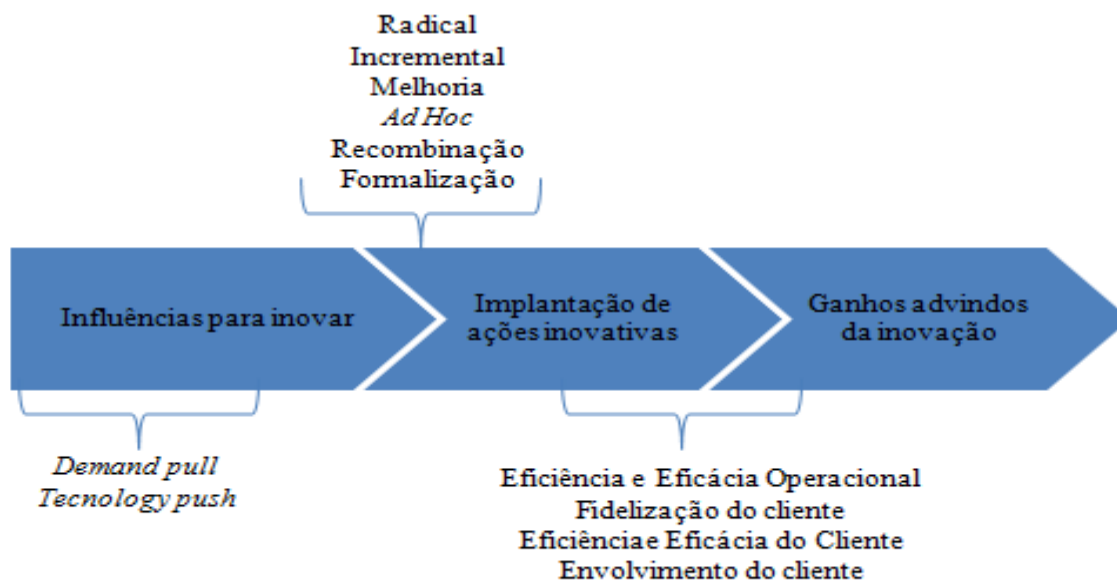 Radical
Incremental
Melhoria
Ad Hoc
Recombinação
Formalização
Influências para inovar
Implantação de
ações inovativas
Ganhos advindos
da inovação
Demand pull
Tecnology push
Eficiência e Eficácia Operacional
Fidelização do cliente
Eficiência e Eficácia do Cliente
Envolvimento do cliente